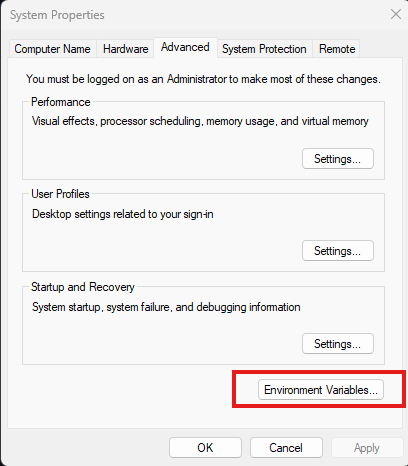 System Properties
Computer Name Hardware Advanced System Protection Remote
You must be logged on as an Administrator to make most of these changes.
Performance
Visual effects, processor scheduling, memory usage, and virtual memory
Settings...
User Profiles
Desktop settings related to your sign-in
Settings...
Startup and Recovery
System startup, system failure, and debugging information
Settings...
Environment Variables...
OK Cancel Apply